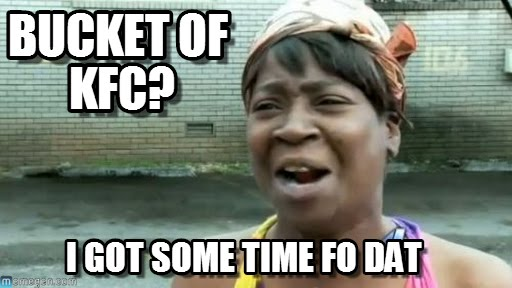 BUCKET OF
KFC?
I GOT SOME TIME FO DAT
memegen.com